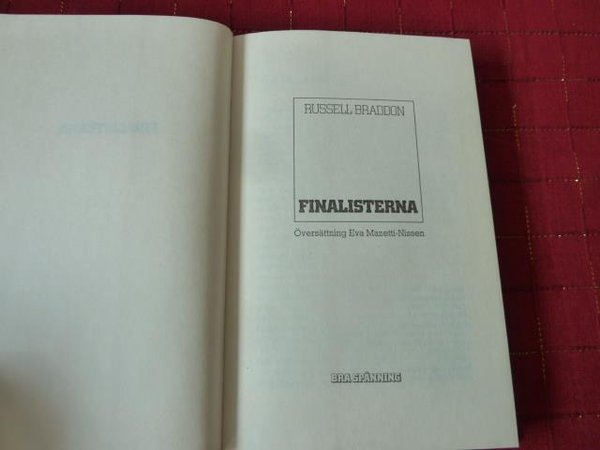 RUSSELL BRADDON
FINALISTERNA
Översättning Eva Mazetti-Nissen
BRA SPÄNNING